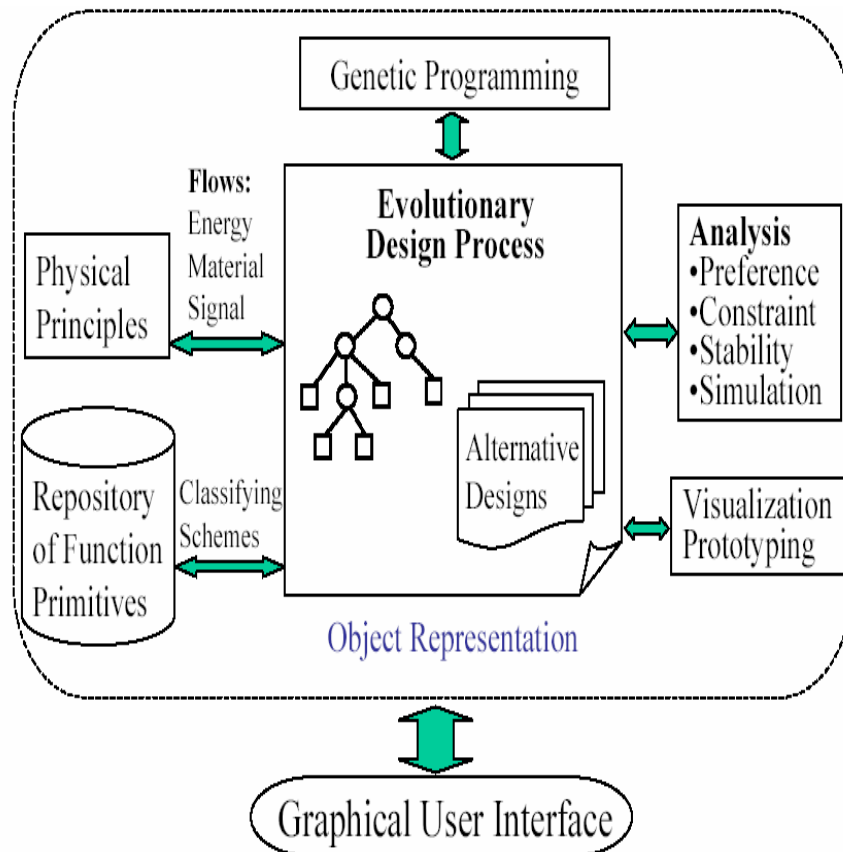 Genetic Programming
Flows:
Energy
Material
Signal
Physical
Principles
Evolutionary
Design Process
Analysis
•Preference
•Constraint
•Stability
•Simulation
Repository
of Function
Primitives
Classifying
Schemes
Alternative
Designs
Visualization
Prototyping
Object Representation
Graphical User Interface